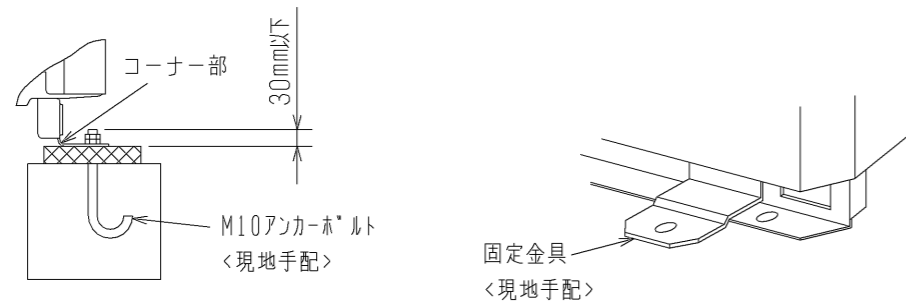 コーナー部
30mm以下
M10アンカーボルト
<現地手配>
固定金具
<現地手配>